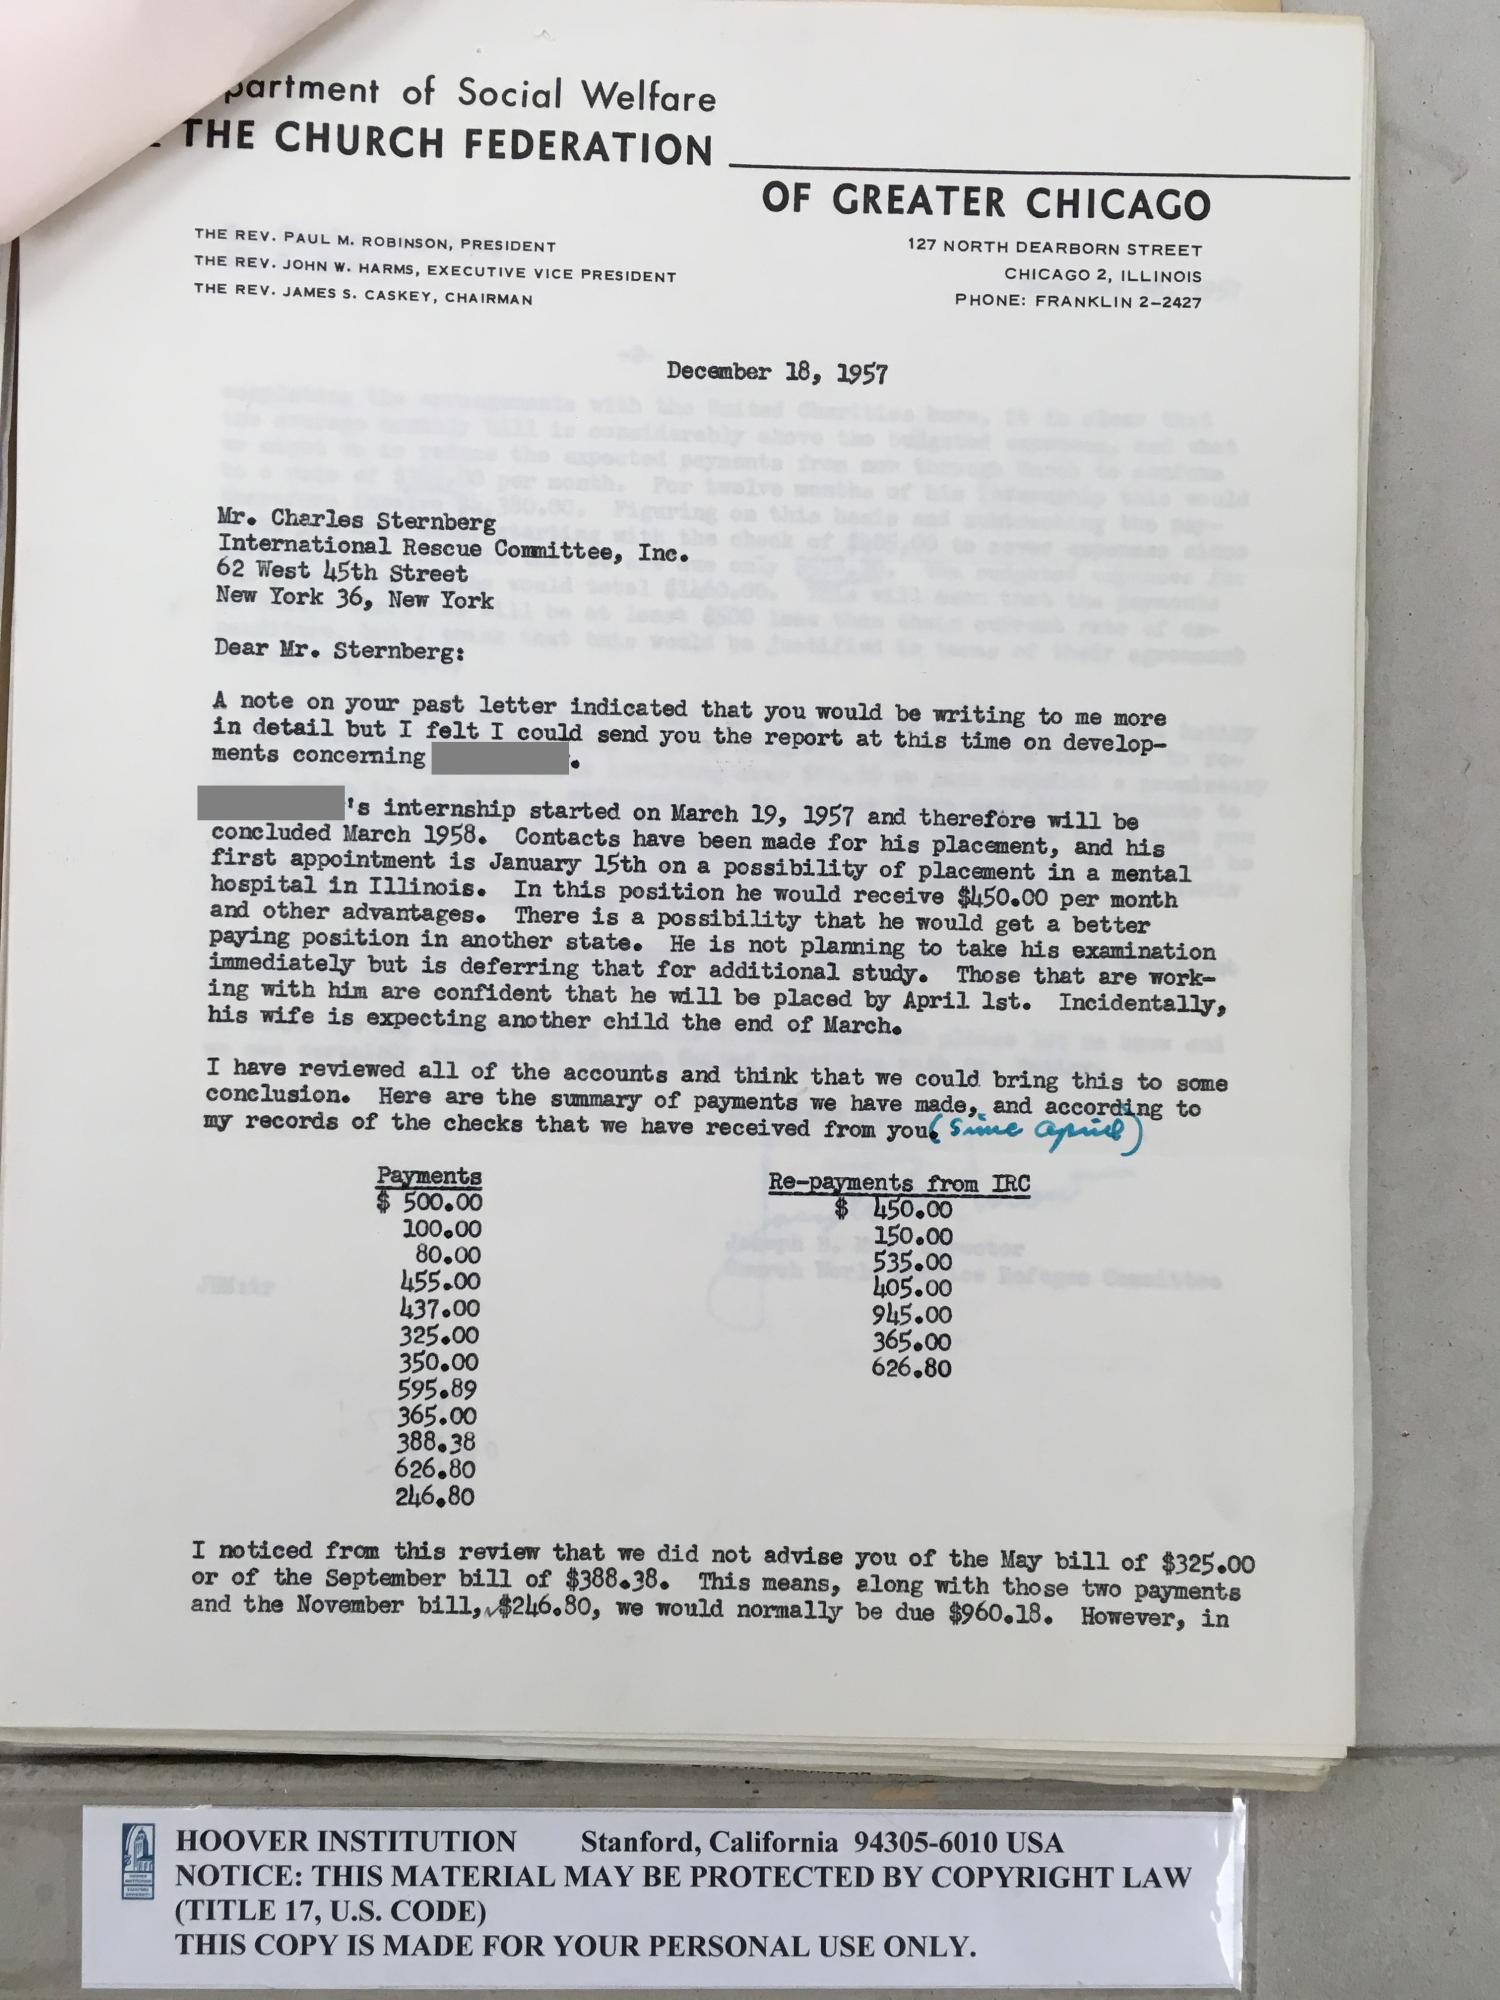 partment of Social Welfare
THE CHURCH FEDERATION
OF GREATER CHICAGO
THE REV. PAUL M. ROBINSON, PRESIDENT
THE REV. JOHN W. HARMS, EXECUTIVE VICE PRESIDENT
THE REV. JAMES S. CASKEY, CHAIRMAN
127 NORTH DEARBORN STREET
CHICAGO 2, ILLINOIS
PHONE: FRANKLIN 2-2427
December 18, 1957
Mr. Charles Sternberg
International Rescue Committee, Inc.
62 West 45th Street
New York 36, New York
Dear Mr. Sternberg:
A note on your past letter indicated that you would be writing to me more
in detail but I felt I could send you the report at this time on develop-
ments concerning .
's internship started on March 19, 1957 and therefore will be
concluded March 1958. Contacts have been made for his placement, and his
first appointment is January 15th on a possibility of placement in a mental
hospital in Illinois. In this position he would receive $450.00 per month
and other advantages. There is a possibility that he would get a better
paying position in another state. He is not planning to take his examination
immediately but is deferring that for additional study. Those that are work-
ing with him are confident that he will be placed by April 1st. Incidentally,
his wife is expecting another child the end of March.
I have reviewed all of the accounts and think that we could bring this to some
conclusion. Here are the summary of payments we have made, and according to
my records of the checks that we have received from you. (Since April)
Payments
$ 500.00
100.00
80.00
455.00
437.00
325.00
350.00
595.89
365.00
388.38
626.80
246.80
Re-payments from IRC
$ 450.00
150.00
535.00
405.00
945.00
365.00
626.80
I noticed from this review that we did not advise you of the May bill of $325.00
or of the September bill of $388.38. This means, along with those two payments
and the November bill, $246.80, we would normally be due $960.18. However, in
HOOVER INSTITUTION Stanford, California 94305-6010 USA
NOTICE: THIS MATERIAL MAY BE PROTECTED BY COPYRIGHT LAW
(TITLE 17, U.S. CODE)
THIS COPY IS MADE FOR YOUR PERSONAL USE ONLY.